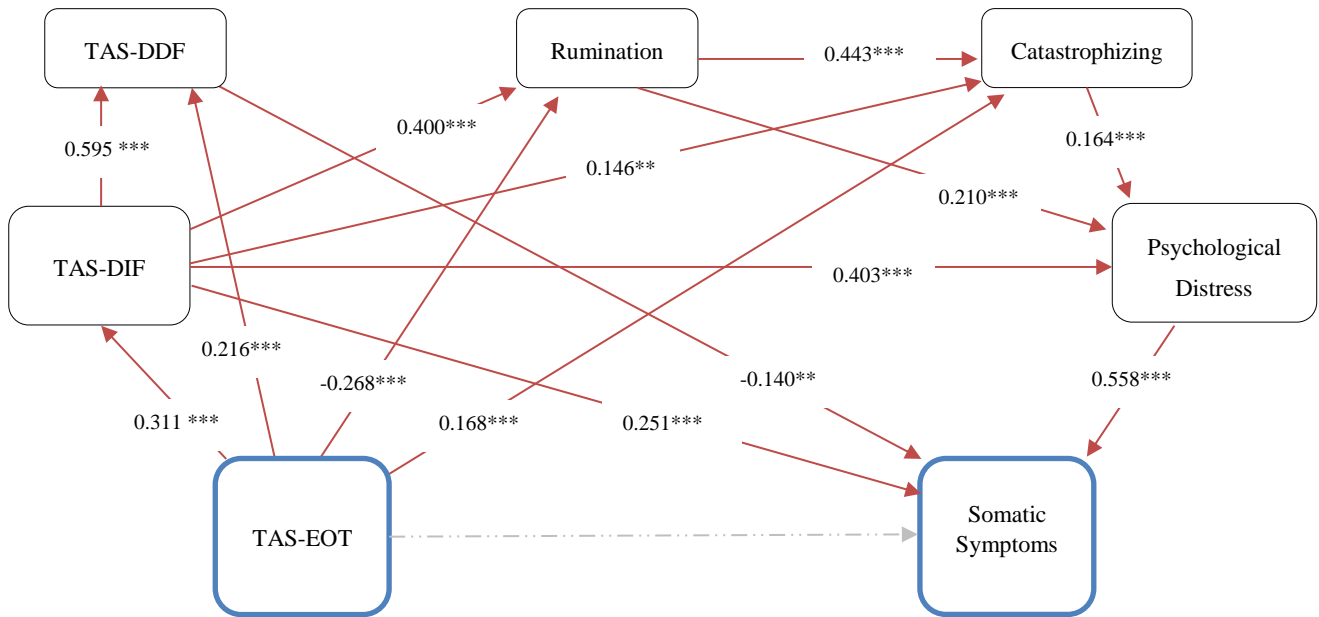 TAS-DDF
Rumination
Catastrophizing
0.443***
0.400***
0.595 ***
0.146**
0.164***
0.210***
TAS-DIF
Psychological
Distress
0.403***
0.216***
-0.268***
-0.140**
0.558***
0.311 ***
0.168***
0.251***
TAS-EOT
Somatic
Symptoms